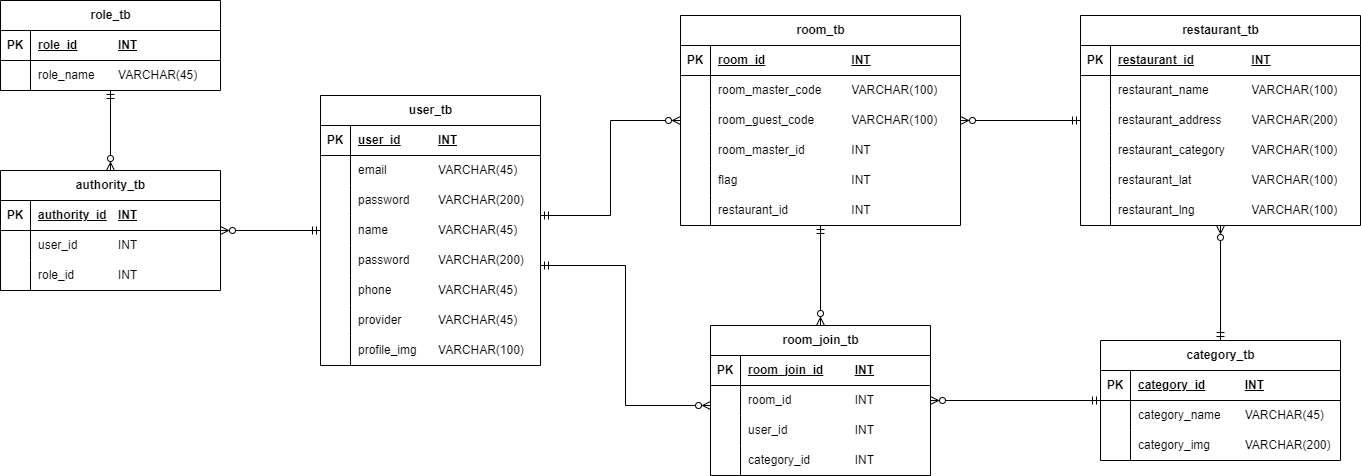 role_tb
PK role_id INT
role_name VARCHAR(45)
authority_tb
PK authority_id INT
user_id INT
role_id INT
user_tb
PK user_id INT
email VARCHAR(45)
password VARCHAR(200)
name VARCHAR(45)
password VARCHAR(200)
phone VARCHAR(45)
provider VARCHAR(45)
profile_img VARCHAR(100)
room_tb
PK room_id INT
room_master_code VARCHAR(100)
room_guest_code VARCHAR(100)
room_master_id INT
flag INT
restaurant_id INT
room_join_tb
PK room_join_id INT
room_id INT
user_id INT
category_id INT
restaurant_tb
PK restaurant_id INT
restaurant_name VARCHAR(100)
restaurant_address VARCHAR(200)
restaurant_category VARCHAR(100)
restaurant_lat VARCHAR(100)
restaurant_lng VARCHAR(100)
category_tb
PK category_id INT
category_name VARCHAR(45)
category_img VARCHAR(200)